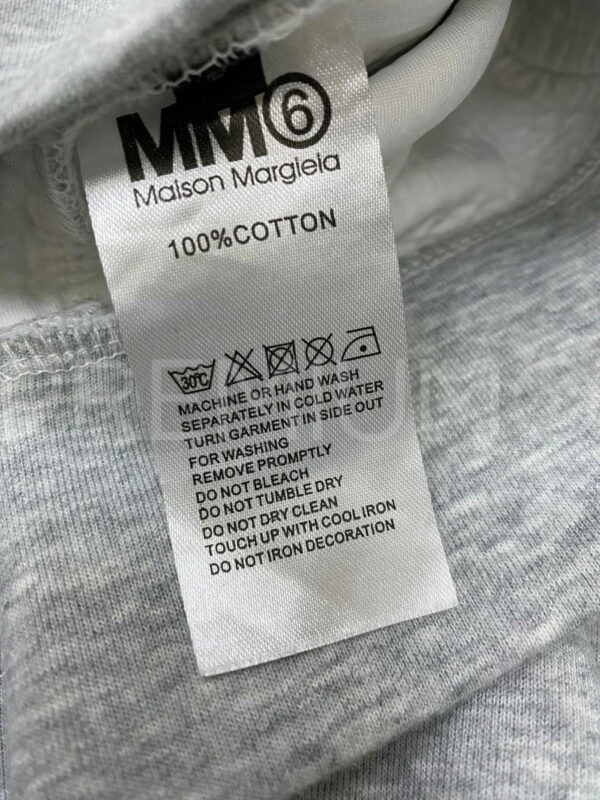 MM6
Maison Margiela
100%COTTON
30℃
MACHINE OR HAND WASH
SEPARATELY IN COLD WATER
TURN GARMENT IN SIDE OUT
FOR WASHING
REMOVE PROMPTLY
DO NOT BLEACH
DO NOT TUMBLE DRY
DO NOT DRY CLEAN
TOUCH UP WITH COOL IRON
DO NOT IRON DECORATION